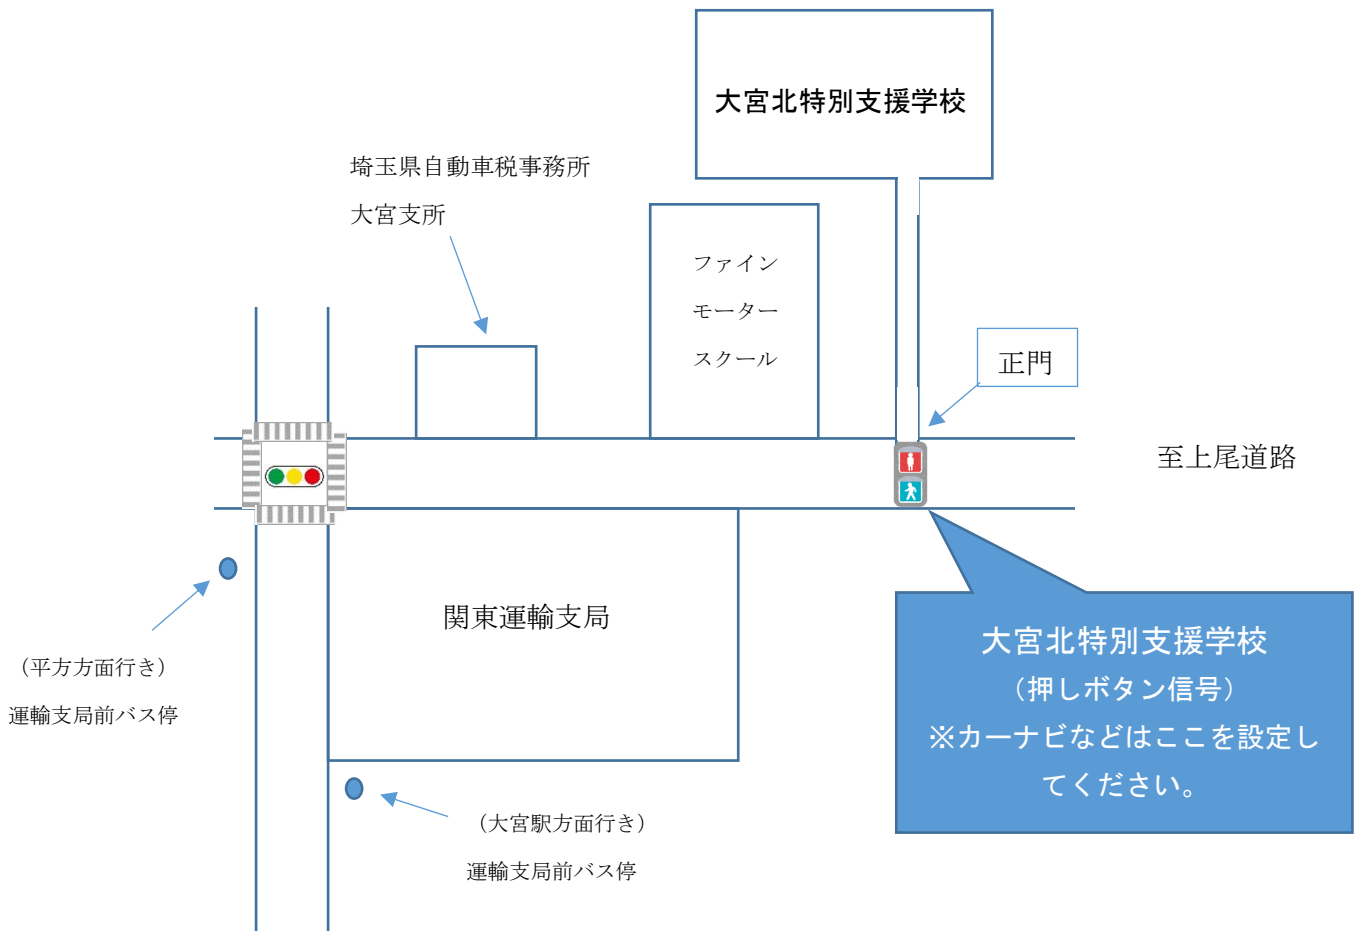 大宮北特別支援学校
埼玉県自動車税事務所
大宮支所
ファイン
モーター
スクール
正門
至上尾道路
関東運輸支局
（平方方面行き）
運輸支局前バス停
大宮北特別支援学校
（押しボタン信号）
※カーナビなどはここを設定し
てください。
（大宮駅方面行き）
運輸支局前バス停